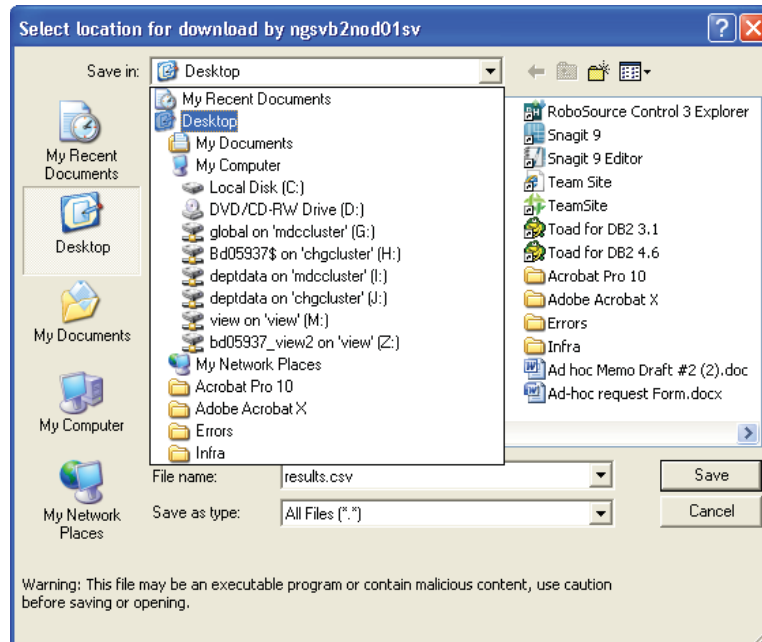 Select location for download by ngsvb2nod01sv
Save in:
Desktop
My Recent Documents
Desktop
My Documents
My Computer
Local Disk (C:)
DVD/CD-RW Drive (D:)
global on 'mdccluster' (G:)
Bd05937$ on 'chgcluster' (H:)
deptdata on 'mdccluster' (I:)
deptdata on 'chgcluster' (J:)
view on 'view' (M:)
bd05937_view2 on 'view' (Z:)
My Network Places
Acrobat Pro 10
Adobe Acrobat X
Errors
Infra
My Recent
Documents
Desktop
My Documents
My Computer
My Network
Places
RoboSource Control 3 Explorer
Snagit 9
Snagit 9 Editor
Team Site
TeamSite
Toad for DB2 3.1
Toad for DB2 4.6
Acrobat Pro 10
Adobe Acrobat X
Errors
Infra
Ad hoc Memo Draft #2 (2).doc
Ad-hoc request Form.docx
File name:
results.csv
Save
Save as type:
All Files (*.*)
Cancel
Warning: This file may be an executable program or contain malicious content, use caution
before saving or opening.